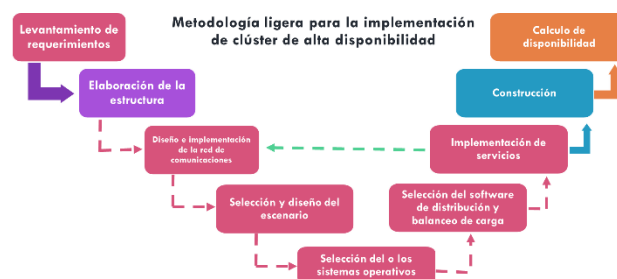 Metodología ligera para la implementación
de clúster de alta disponibilidad
Levantamiento de
requerimientos
Elaboración de la
estructura
Diseño e implementación
de la red de
comunicaciones
Selección y diseño del
escenario
Selección del o los
sistemas operativos
Selección del software
de distribución y
balanceo de carga
Implementación de
servicios
Construcción
Calculo de
disponibilidad